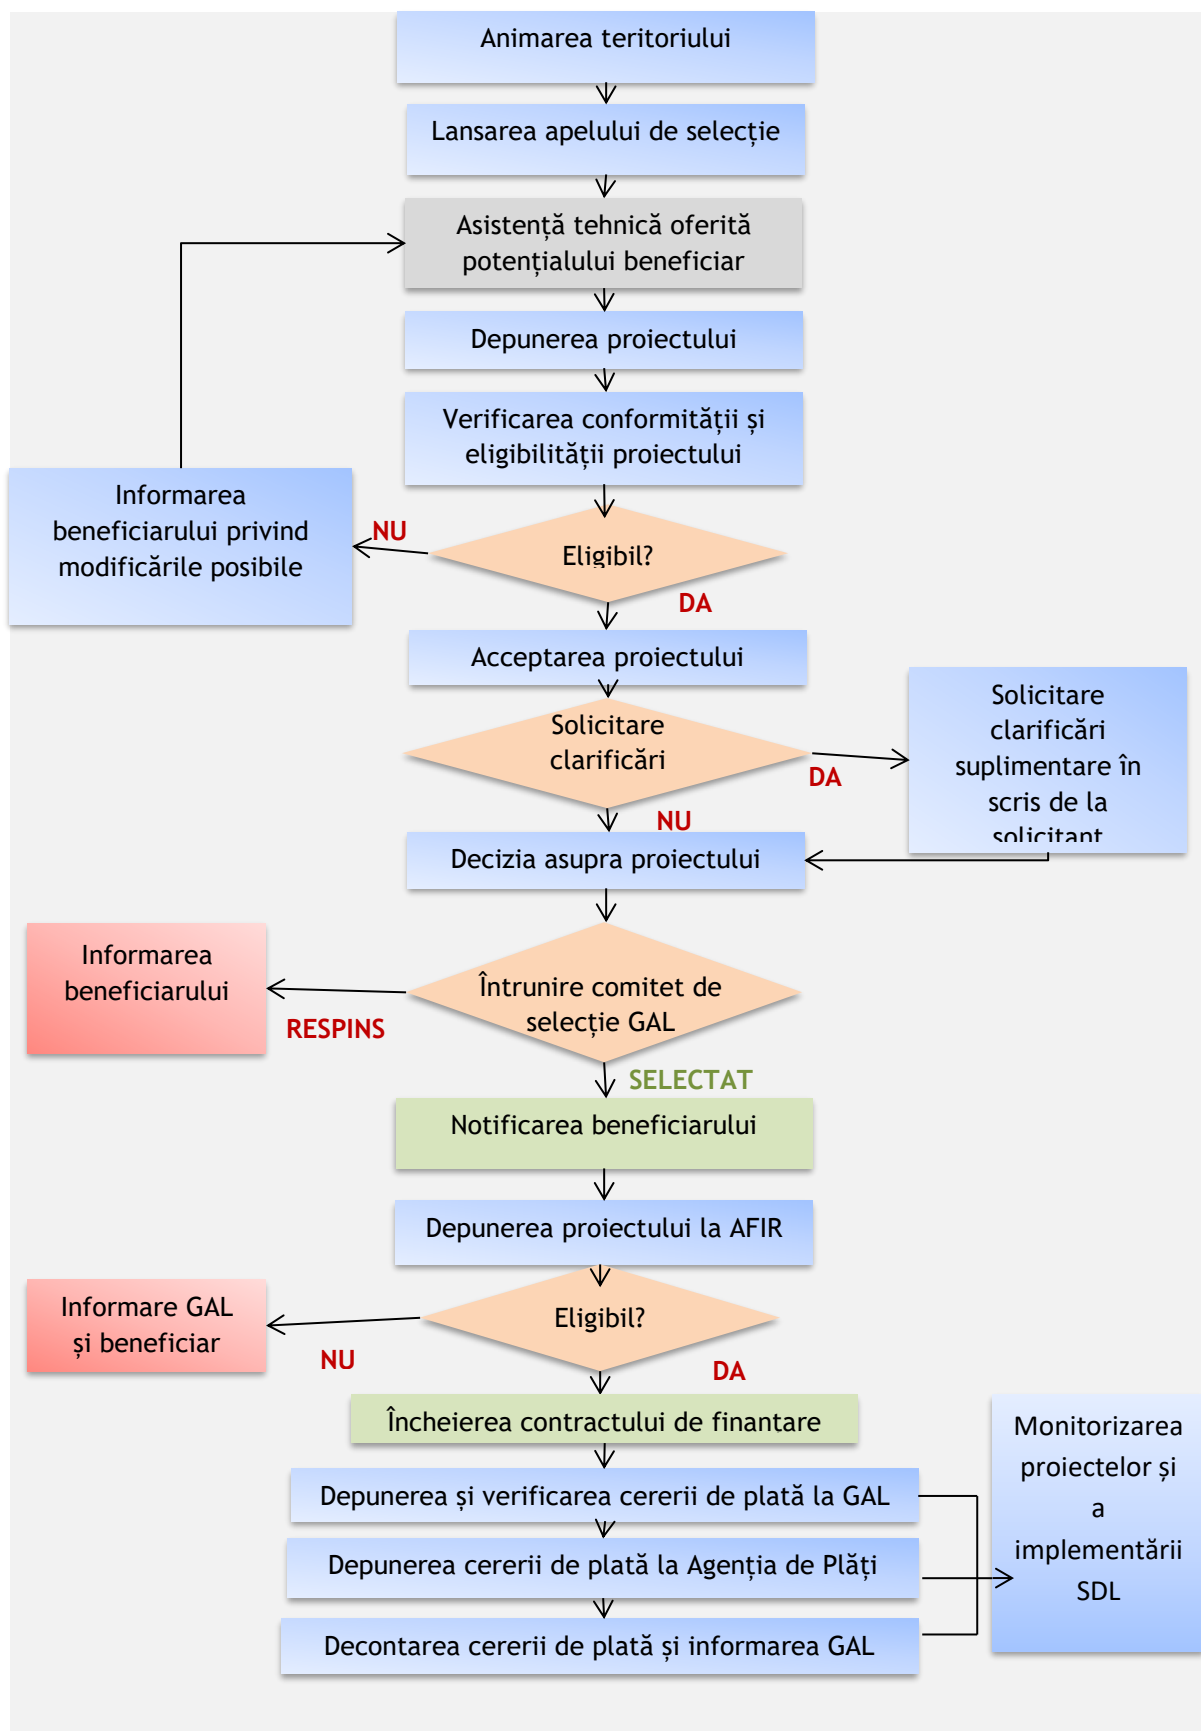 Animarea teritoriului
Lansarea apelului de selecție
Asistență tehnică oferită
potențialului beneficiar
Depunerea proiectului
Verificarea conformității și
eligibilității proiectului
Informarea
beneficiarului privind
modificările posibile
NU
Eligibil?
DA
Acceptarea proiectului
Solicitare
clarificări
DA
Solicitare
clarificări
suplimentare în
scris de la
solicitant
NU
Decizia asupra proiectului
Informarea
beneficiarului
RESPINS
Întrunire comitet de
selecție GAL
SELECTAT
Notificarea beneficiarului
Depunerea proiectului la AFIR
Informare GAL
și beneficiar
NU
Eligibil?
DA
Încheierea contractului de finantare
Depunerea și verificarea cererii de plată la GAL
Depunerea cererii de plată la Agenția de Plăți
Decontarea cererii de plată și informarea GAL
Monitorizarea
proiectelor și
a
implementării
SDL